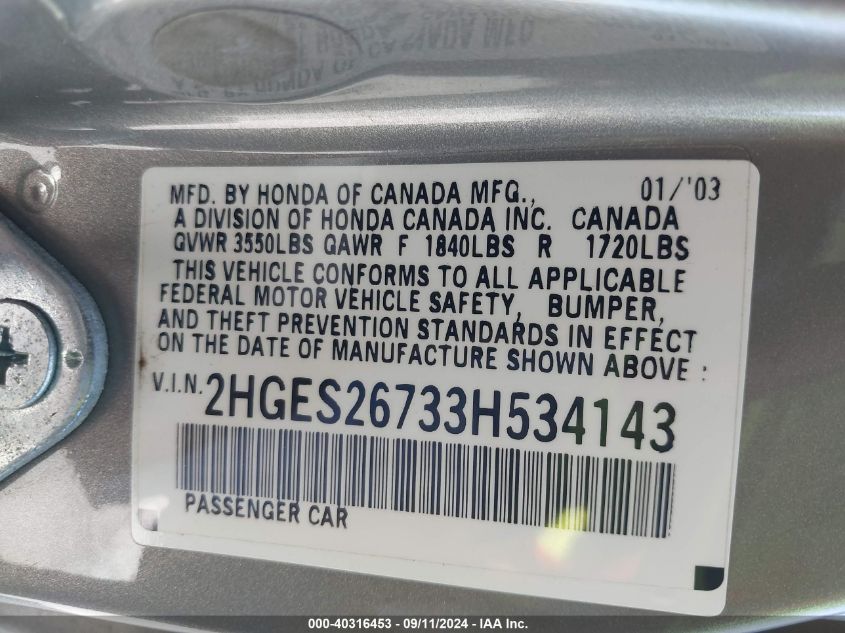 MFD. BY HONDA OF CANADA MFG., 01/'03
A DIVISION OF HONDA CANADA INC. CANADA
GVWR 3550LBS GAWR F 1840LBS R 1720LBS
THIS VEHICLE CONFORMS TO ALL APPLICABLE
FEDERAL MOTOR VEHICLE SAFETY, BUMPER,
AND THEFT PREVENTION STANDARDS IN EFFECT
ON THE DATE OF MANUFACTURE SHOWN ABOVE :
V.I.N. 2HGES26733H534143
PASSENGER CAR
000-40316453 - 09/11/2024 - IAA Inc.